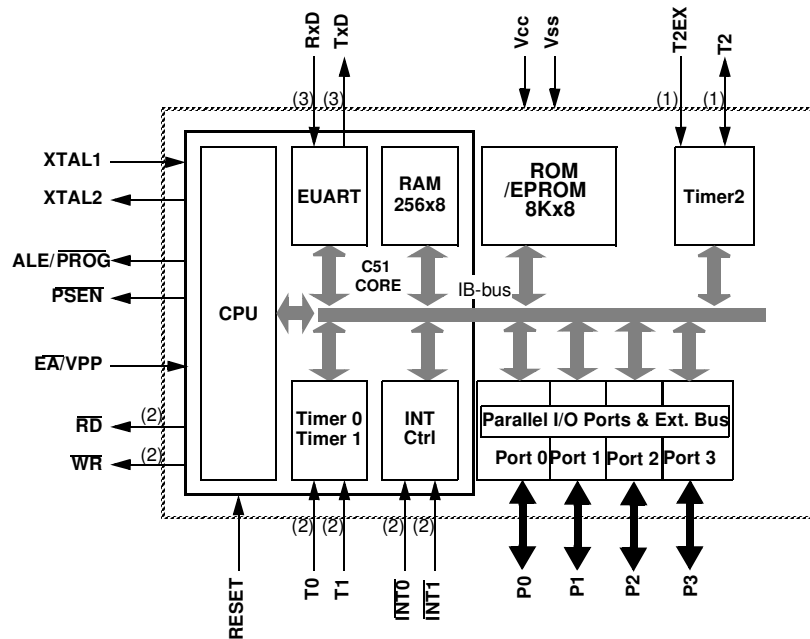 RxD
TxD
Vcc
Vss
T2EX
T2
(3)
(3)
(1)
(1)
XTAL1
XTAL2
ALE/PROG
PSEN
EA/VPP
RD
(2)
WR
(2)
CPU
EUART
RAM
256x8
ROM
/EPROM
8Kx8
Timer2
C51
CORE
IB-bus
Timer 0
Timer 1
INT
Ctrl
Parallel I/O Ports & Ext. Bus
Port 0
Port 1
Port 2
Port 3
(2)
(2)
(2)
(2)
RESET
T0
T1
INT0
INT1
P0
P1
P2
P3